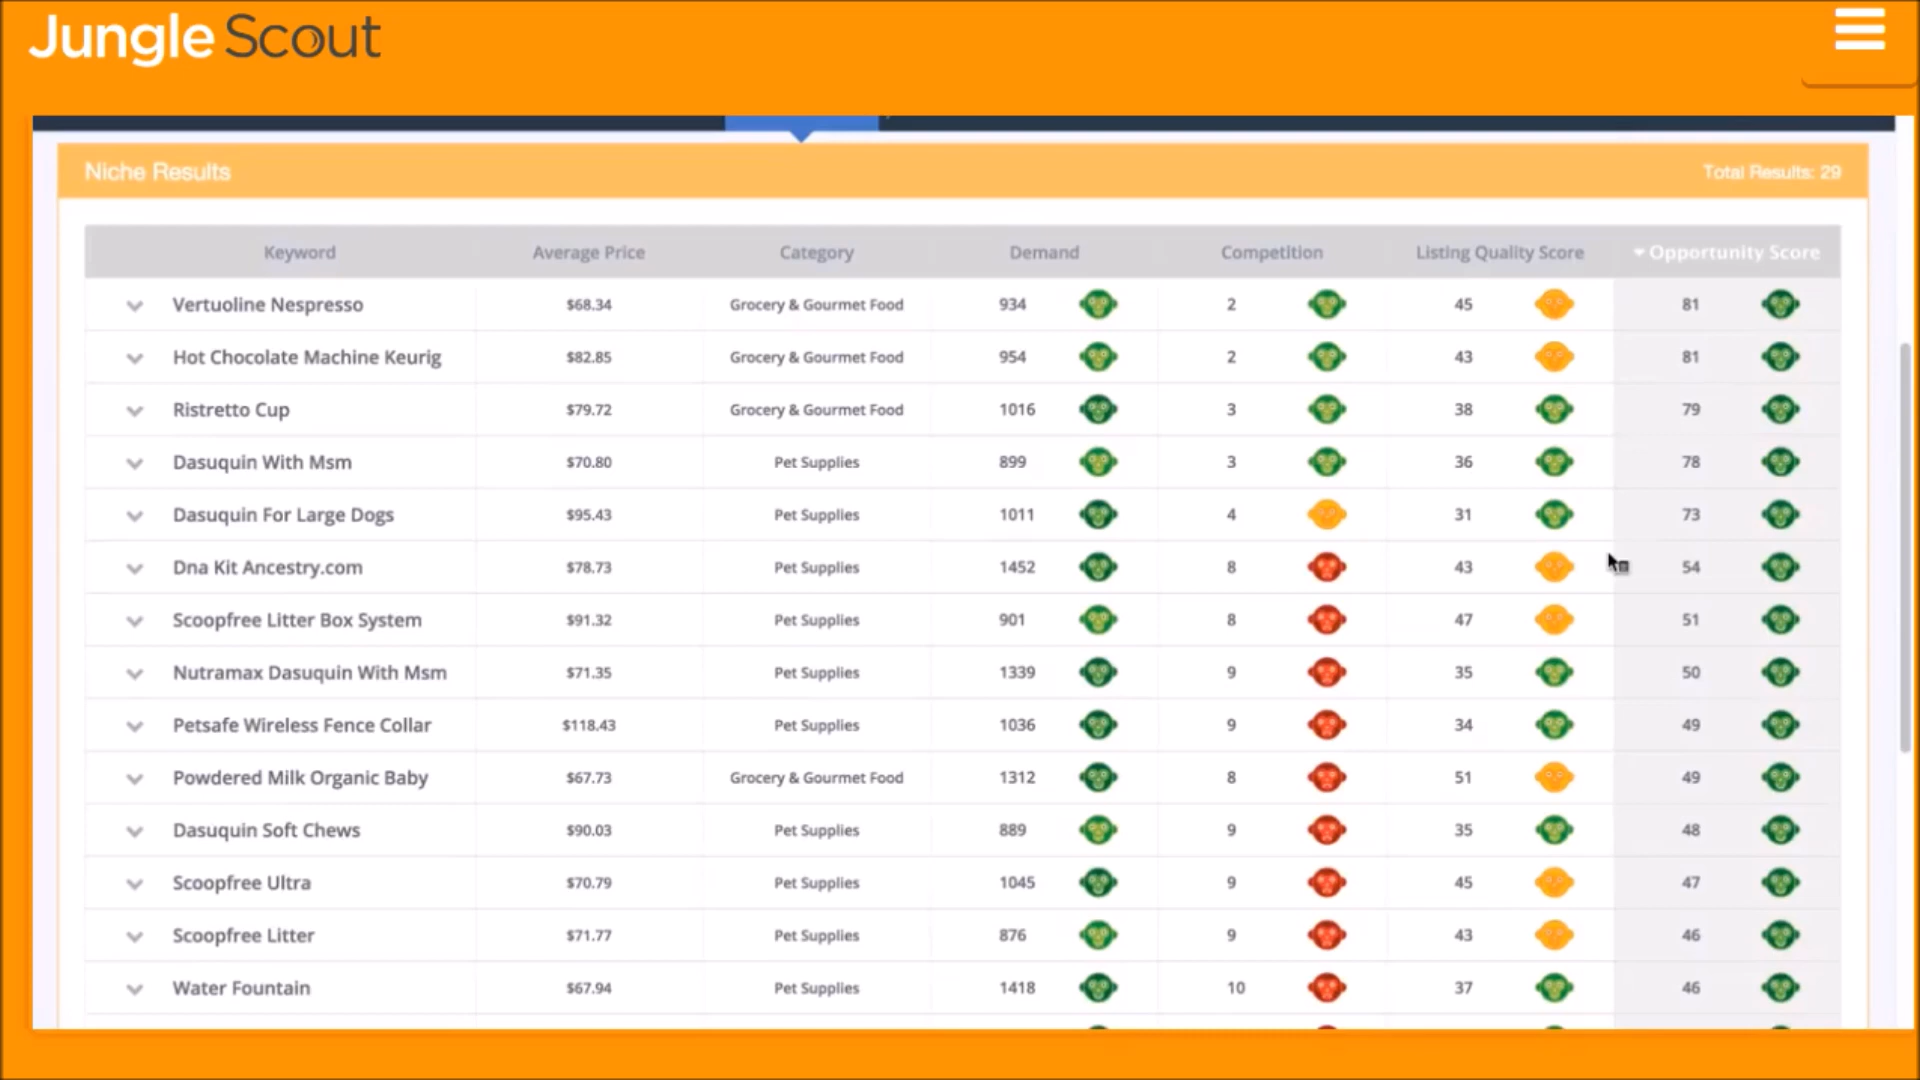 Jungle Scout
Niche Results Total Results: 29
Keyword Average Price Category Demand Competition Listing Quality Score Opportunity Score
Vertuoline Nespresso $68.34 Grocery & Gourmet Food 934 2 45 81
Hot Chocolate Machine Keurig $82.85 Grocery & Gourmet Food 954 2 43 81
Ristretto Cup $79.72 Grocery & Gourmet Food 1016 3 38 79
Dasuquin With Msm $70.80 Pet Supplies 899 3 36 78
Dasuquin For Large Dogs $95.43 Pet Supplies 1011 4 31 73
Dna Kit Ancestry.com $78.73 Pet Supplies 1452 8 43 54
Scoopfree Litter Box System $91.32 Pet Supplies 901 8 47 51
Nutramax Dasuquin With Msm $71.35 Pet Supplies 1339 9 35 50
Petsafe Wireless Fence Collar $118.43 Pet Supplies 1036 9 34 49
Powdered Milk Organic Baby $67.73 Grocery & Gourmet Food 1312 8 51 49
Dasuquin Soft Chews $90.03 Pet Supplies 889 9 35 48
Scoopfree Ultra $70.79 Pet Supplies 1045 9 45 47
Scoopfree Litter $71.77 Pet Supplies 876 9 43 46
Water Fountain $67.94 Pet Supplies 1418 10 37 46